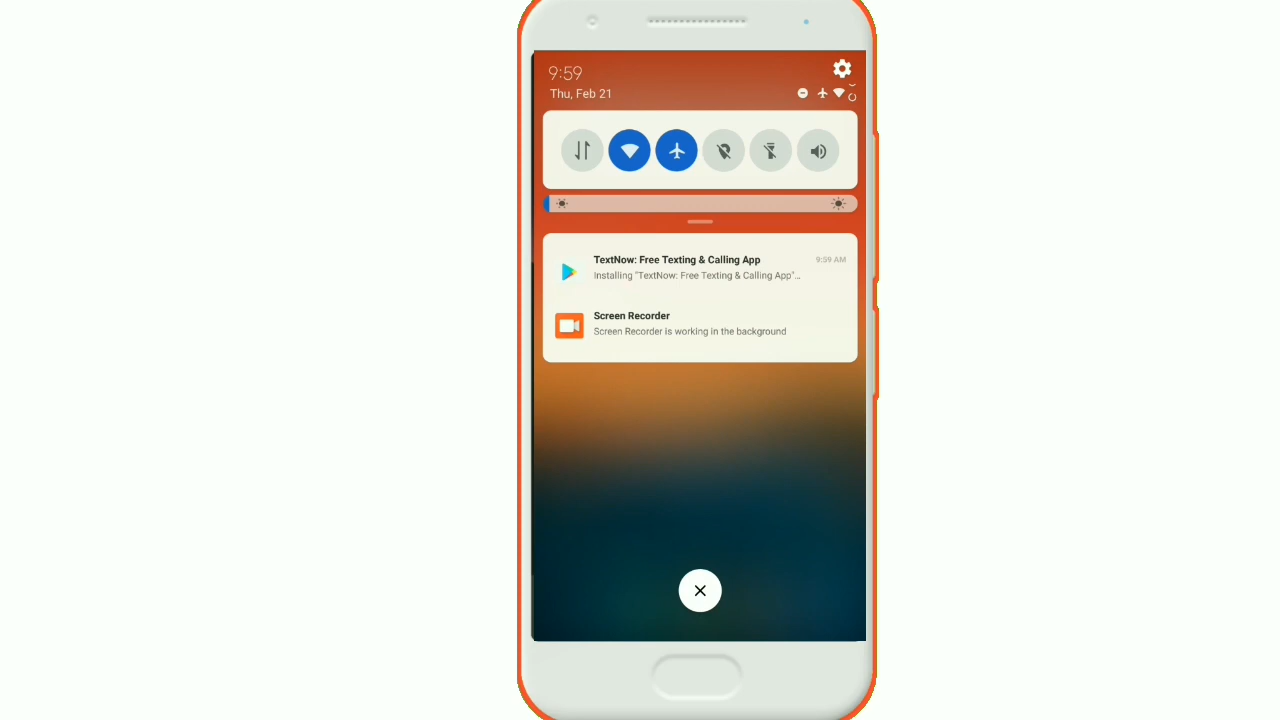 9:59
Thu, Feb 21
TextNow: Free Texting & Calling App
9:59 AM
Installing "TextNow: Free Texting & Calling App"...
Screen Recorder
Screen Recorder is working in the background